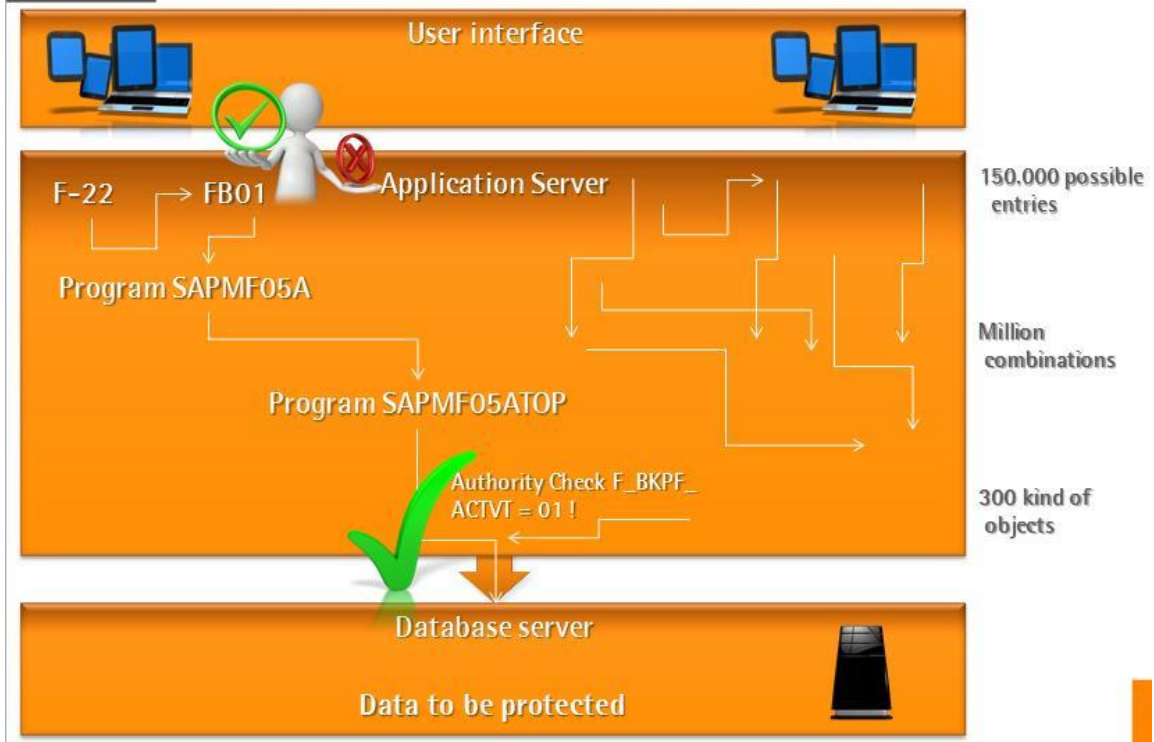 User interface
F-22
FB01
Application Server
150.000 possible
entries
Program SAPMF05A
Million
combinations
Program SAPMF05ATOP
Authority Check F_BKPF_
ACTVT = 01 !
300 kind of
objects
Database server
Data to be protected